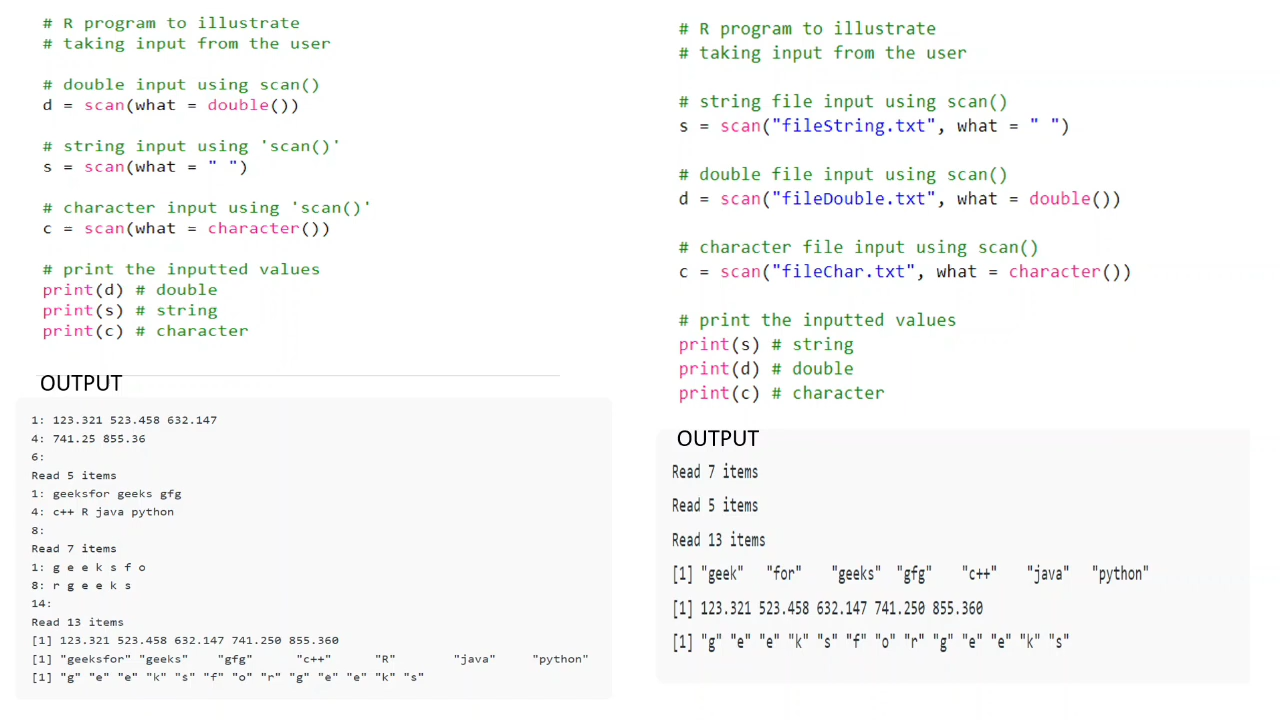 # R program to illustrate
# taking input from the user
# double input using scan()
d = scan(what = double())
# string input using 'scan()'
s = scan(what = " ")
# character input using 'scan()'
c = scan(what = character())
# print the inputted values
print(d) # double
print(s) # string
print(c) # character
OUTPUT
1: 123.321 523.458 632.147
4: 741.25 855.36
6:
Read 5 items
1: geeksfor geeks gfg
4: c++ R java python
8:
Read 7 items
1: g e e k s f o
8: r g e e k s
14:
Read 13 items
[1] 123.321 523.458 632.147 741.250 855.360
[1] "geeksfor" "geeks" "gfg" "c++" "R" "java" "python"
[1] "g" "e" "e" "k" "s" "f" "o" "r" "g" "e" "e" "k" "s"
# R program to illustrate
# taking input from the user
# string file input using scan()
s = scan("fileString.txt", what = " ")
# double file input using scan()
d = scan("fileDouble.txt", what = double())
# character file input using scan()
c = scan("fileChar.txt", what = character())
# print the inputted values
print(s) # string
print(d) # double
print(c) # character
OUTPUT
Read 7 items
Read 5 items
Read 13 items
[1] "geek" "for" "geeks" "gfg" "c++" "java" "python"
[1] 123.321 523.458 632.147 741.250 855.360
[1] "g" "e" "e" "k" "s" "f" "o" "r" "g" "e" "e" "k" "s"